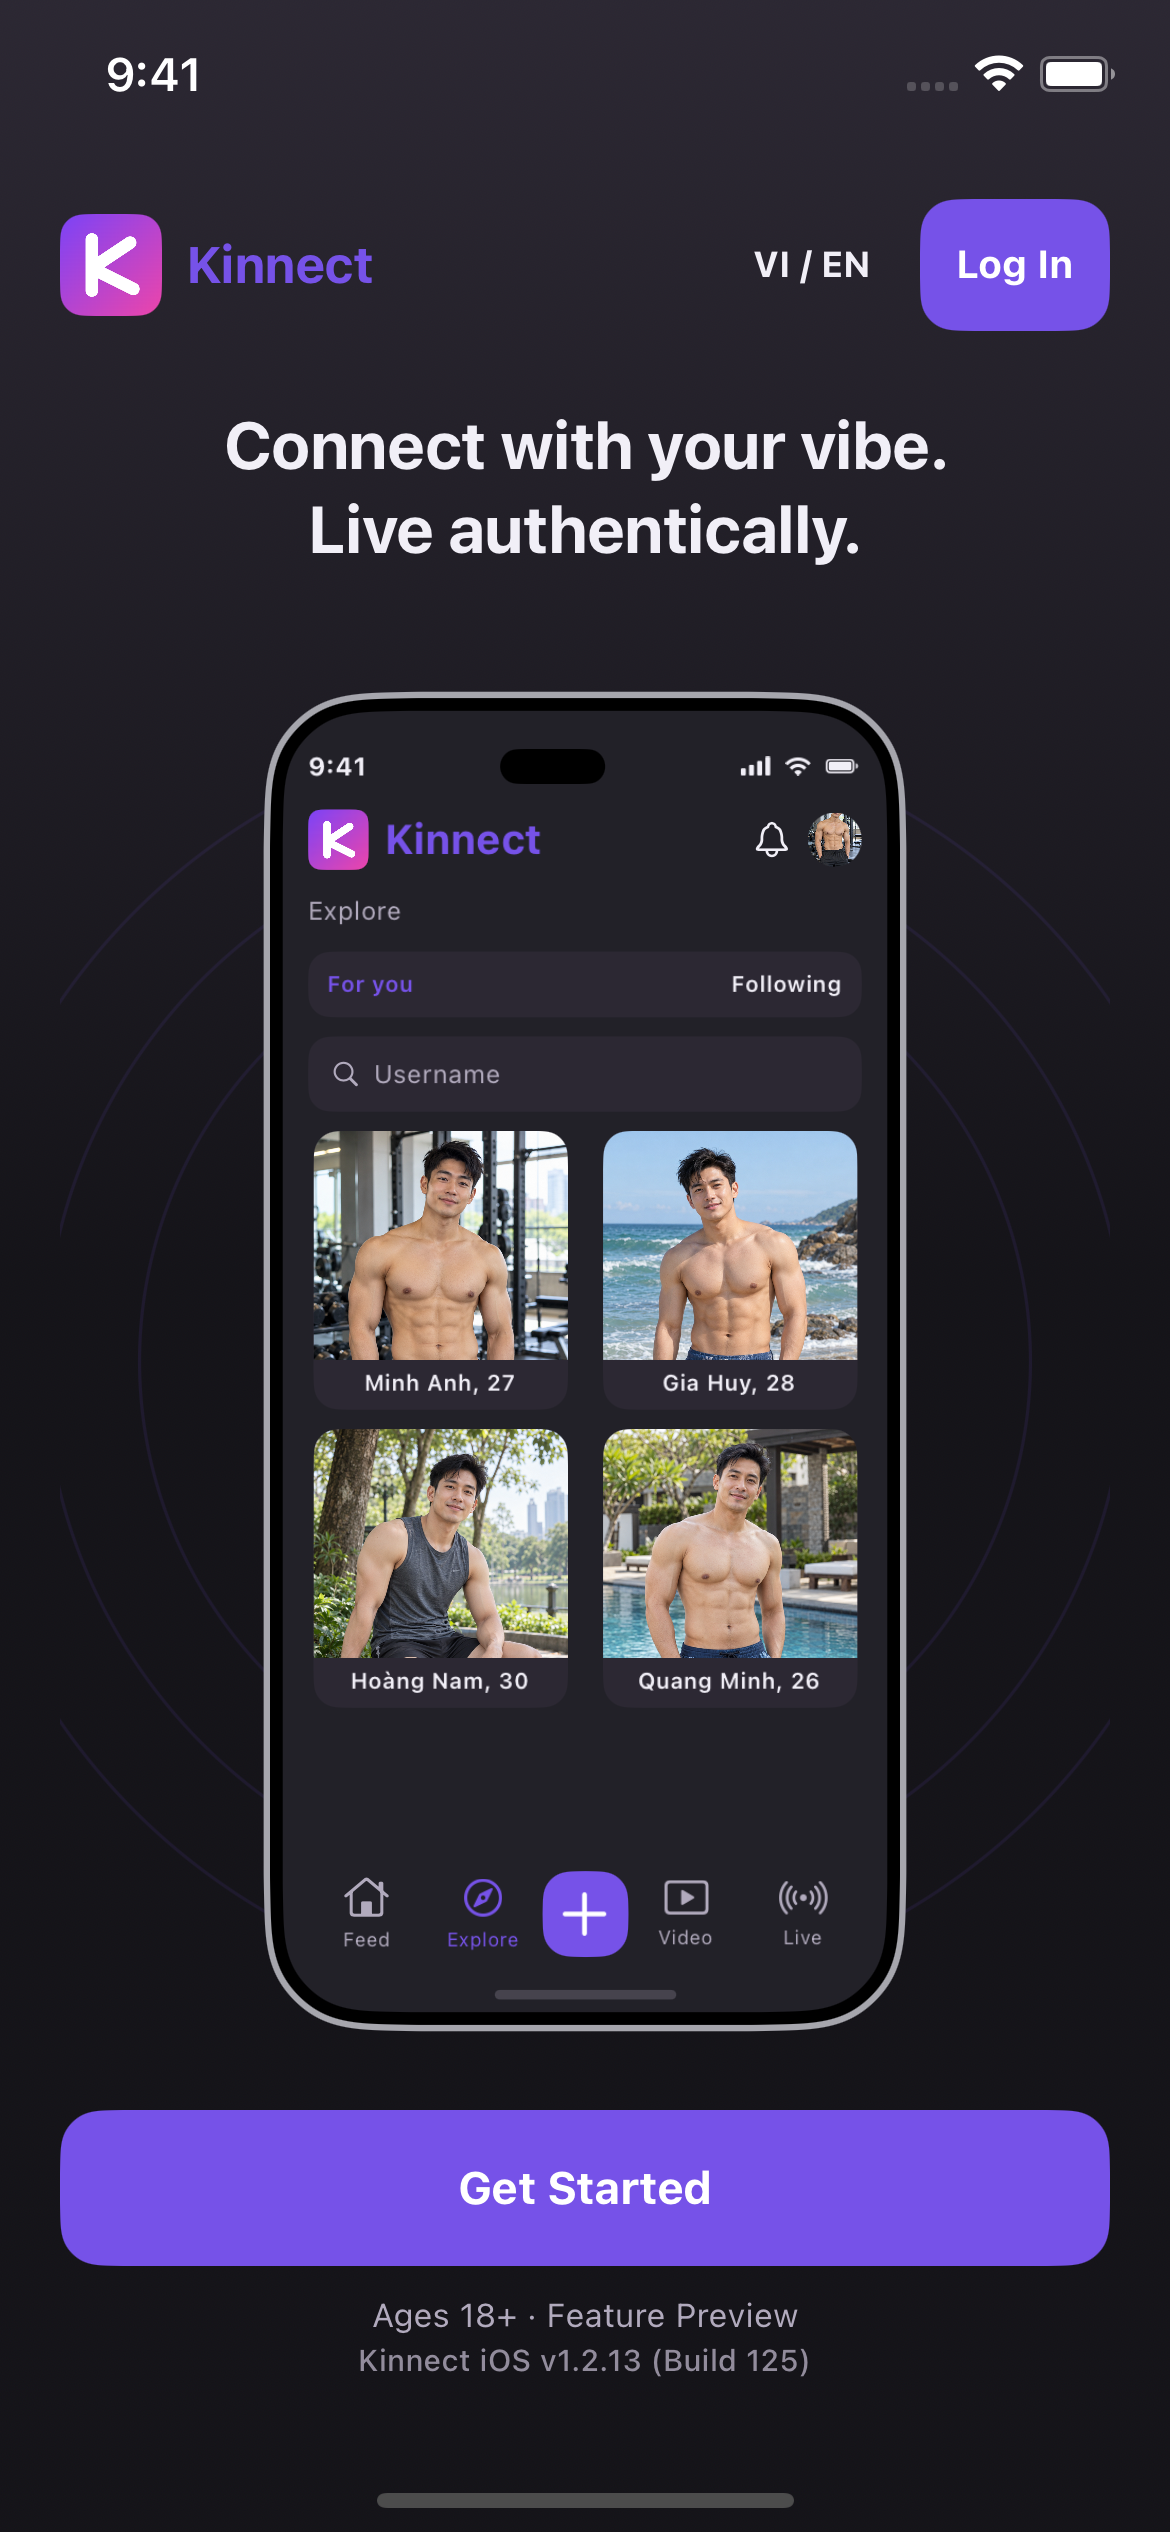 9:41
Kinnect
VI / EN
Log In
Connect with your vibe.
Live authentically.
9:41
Kinnect
Explore
For you
Following
Username
Minh Anh, 27
Gia Huy, 28
Hoàng Nam, 30
Quang Minh, 26
Feed
Explore
Video
Live
Get Started
Ages 18+ · Feature Preview
Kinnect iOS v1.2.13 (Build 125)